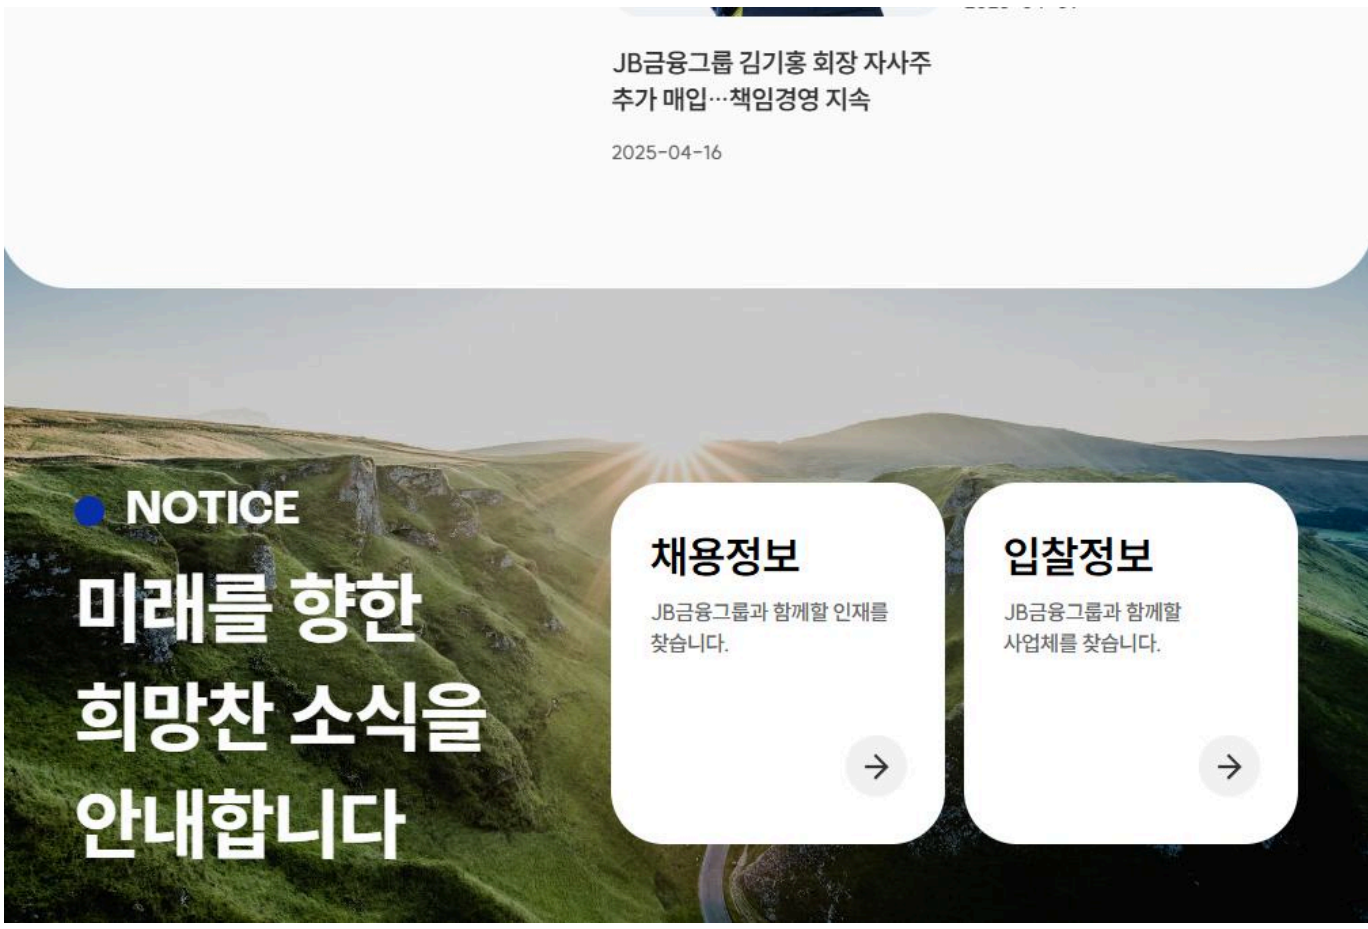 JB금융그룹 김기홍 회장 자사주
추가 매입…책임경영 지속
2025-04-16
NOTICE
미래를 향한
희망찬 소식을
안내합니다
채용정보
JB금융그룹과 함께할 인재를
찾습니다.
입찰정보
JB금융그룹과 함께할
사업체를 찾습니다.